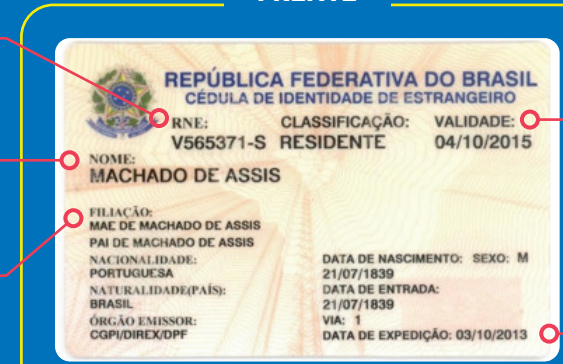 FRENTE
REPÚBLICA FEDERATIVA DO BRASIL
CÉDULA DE IDENTIDADE DE ESTRANGEIRO
RNE: CLASSIFICAÇÃO: VALIDADE:
V565371-S RESIDENTE 04/10/2015
NOME:
MACHADO DE ASSIS
FILIAÇÃO:
MAE DE MACHADO DE ASSIS
PAI DE MACHADO DE ASSIS
NACIONALIDADE: DATA DE NASCIMENTO: SEXO: M
PORTUGUESA 21/07/1839
NATURALIDADE(PAÍS): DATA DE ENTRADA:
BRASIL 21/07/1839
ÓRGÃO EMISSOR: VIA: 1
CGPI/DIREX/DPF DATA DE EXPEDIÇÃO: 03/10/2013